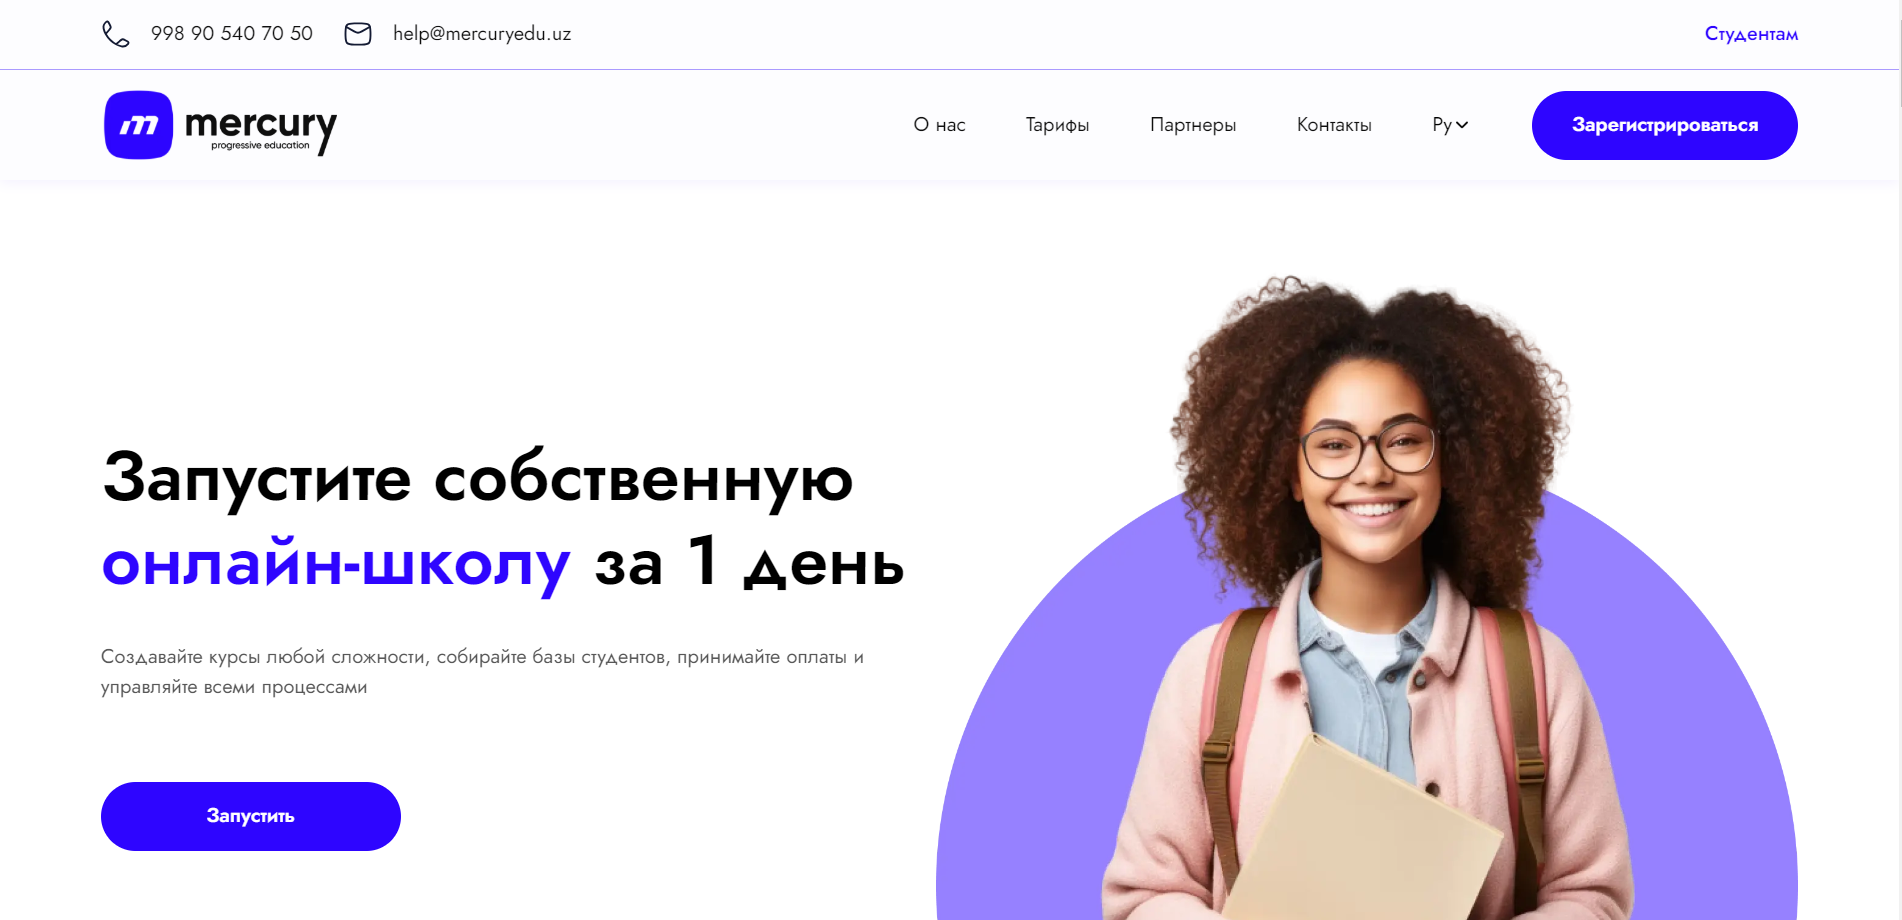 998 90 540 70 50
help@mercuryedu.uz
Студентам
m mercury
progressive education
О нас
Тарифы
Партнеры
Контакты
Ру
Зарегистрироваться
Запустите собственную
онлайн-школу за 1 день
Создавайте курсы любой сложности, собирайте базы студентов, принимайте оплаты и
управляйте всеми процессами
Запустить